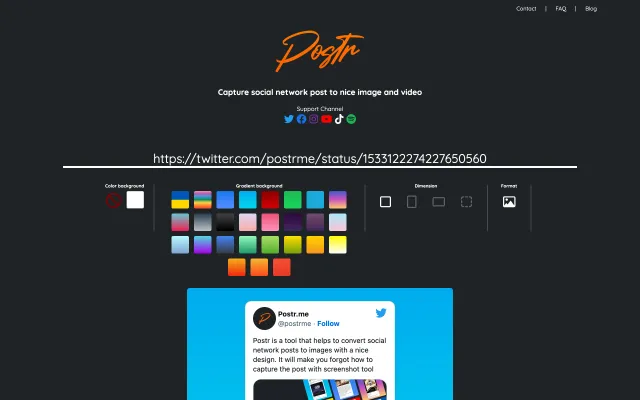 Contact | FAQ | Blog
Postr
Capture social network post to nice image and video
Support Channel
https://twitter.com/postrme/status/1533122274227650560
Color background
Gradient background
Dimension
Format
Postr.me
@postrme · Follow
Postr is a tool that helps to convert social
network posts to images with a nice
design. It will make you forgot how to
capture the post with screenshot tool